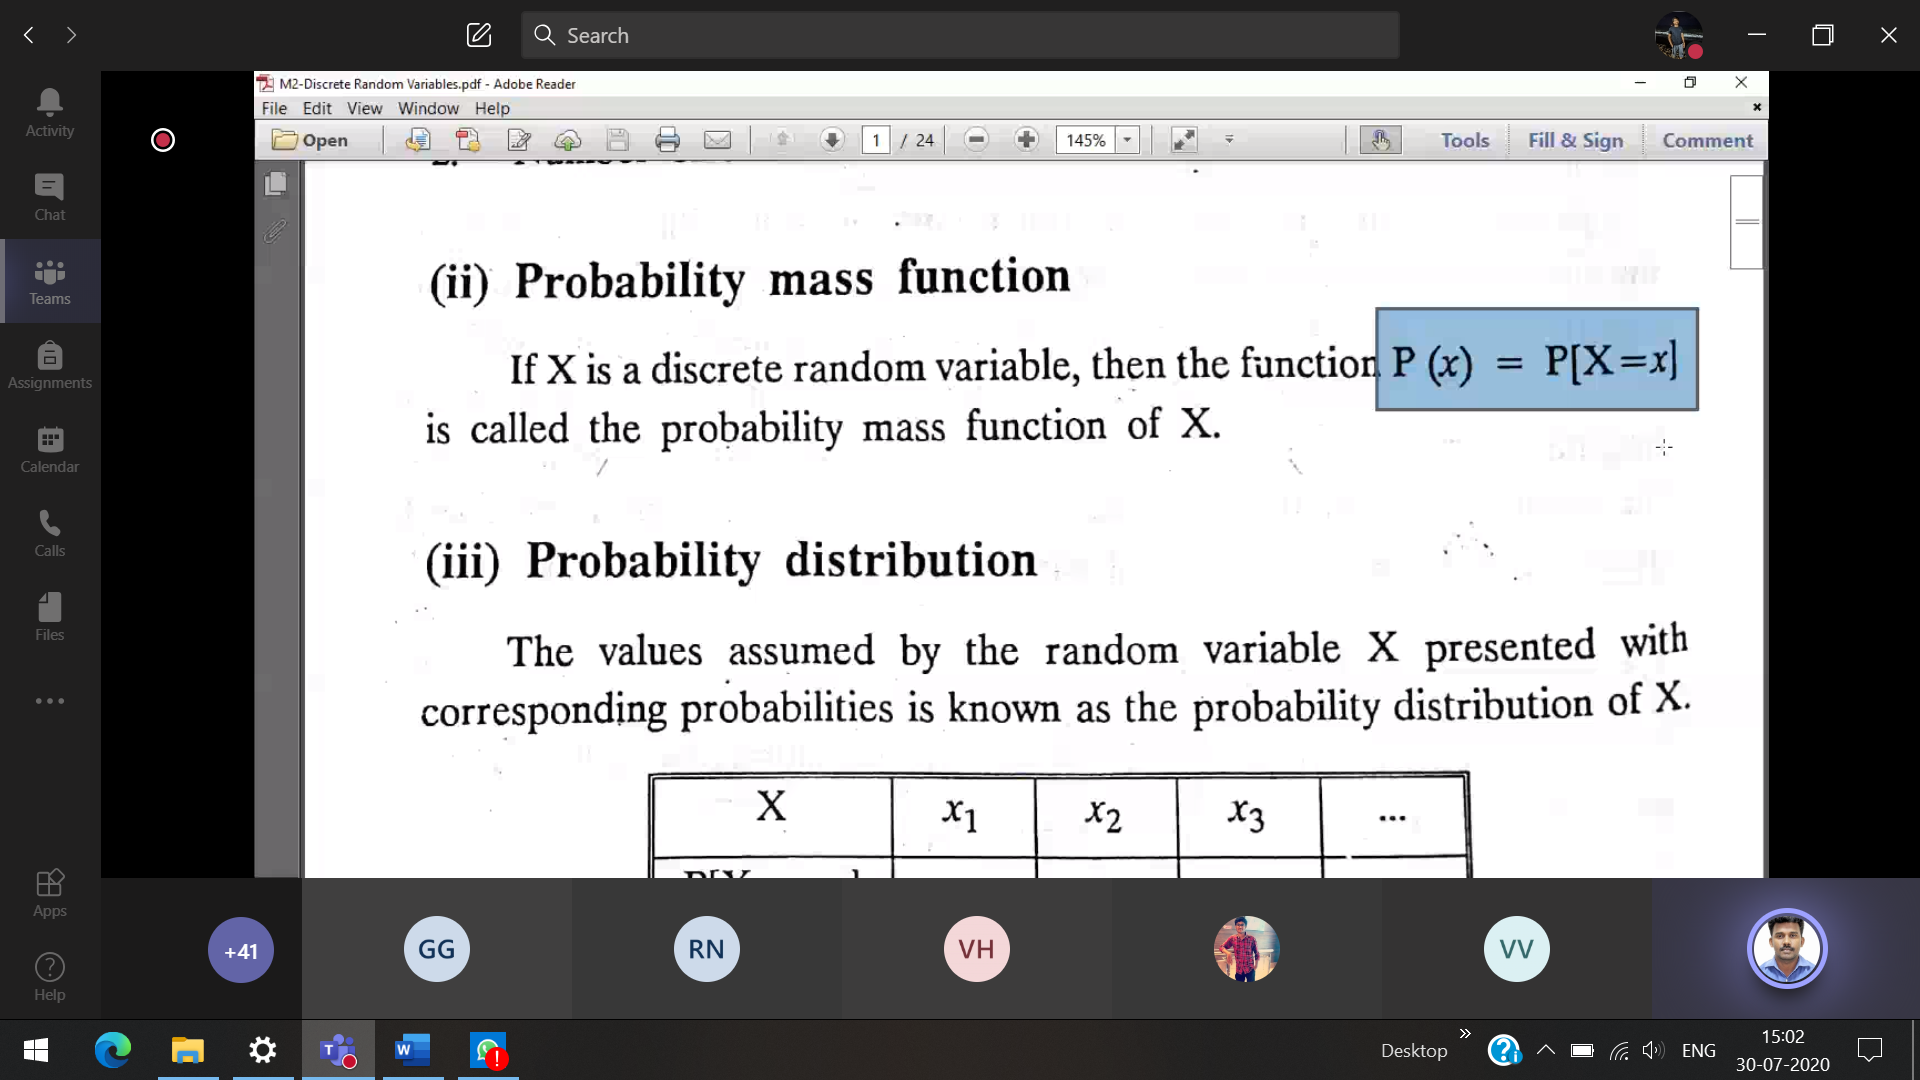 Search
Activity
Chat
Teams
Assignments
Calendar
Calls
Files
Apps
Help
M2-Discrete Random Variables.pdf - Adobe Reader
File Edit View Window Help
Open 1 / 24 145% Tools Fill & Sign Comment
2.
(ii) Probability mass function
If X is a discrete random variable, then the function P (x) = P[X=x]
is called the probability mass function of X.
(iii) Probability distribution
The values assumed by the random variable X presented with
corresponding probabilities is known as the probability distribution of X.
X x1 x2 x3 ...
+41 GG RN VH VV
Desktop ENG 15:02
30-07-2020